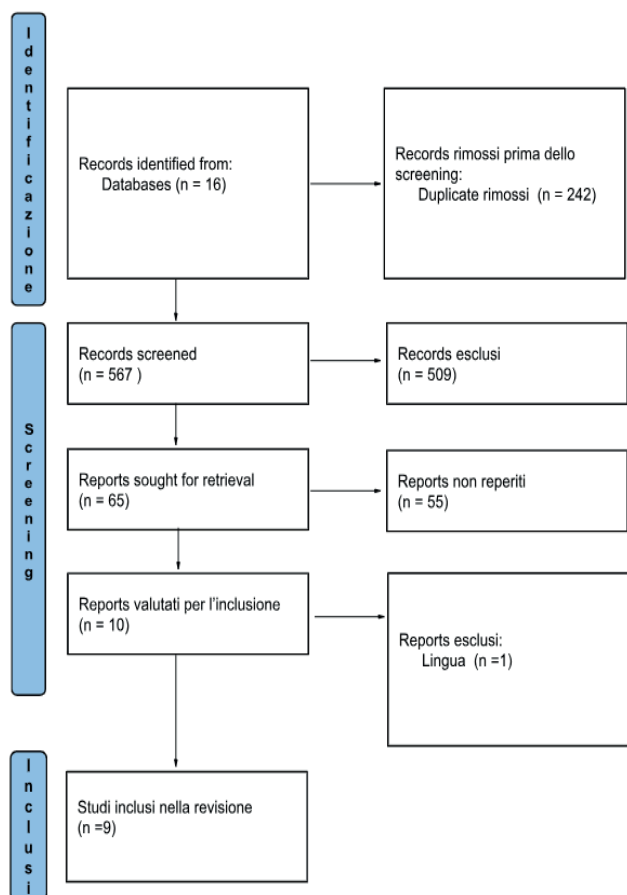 Identificazione
Records identified from:
Databases (n = 16)
Records rimossi prima dello
screening:
Duplicate rimossi (n = 242)
Screening
Records screened
(n = 567 )
Records esclusi
(n = 509)
Reports sought for retrieval
(n = 65)
Reports non reperiti
(n = 55)
Reports valutati per l'inclusione
(n = 10)
Reports esclusi:
Lingua (n =1)
Inclusi
Studi inclusi nella revisione
(n =9)